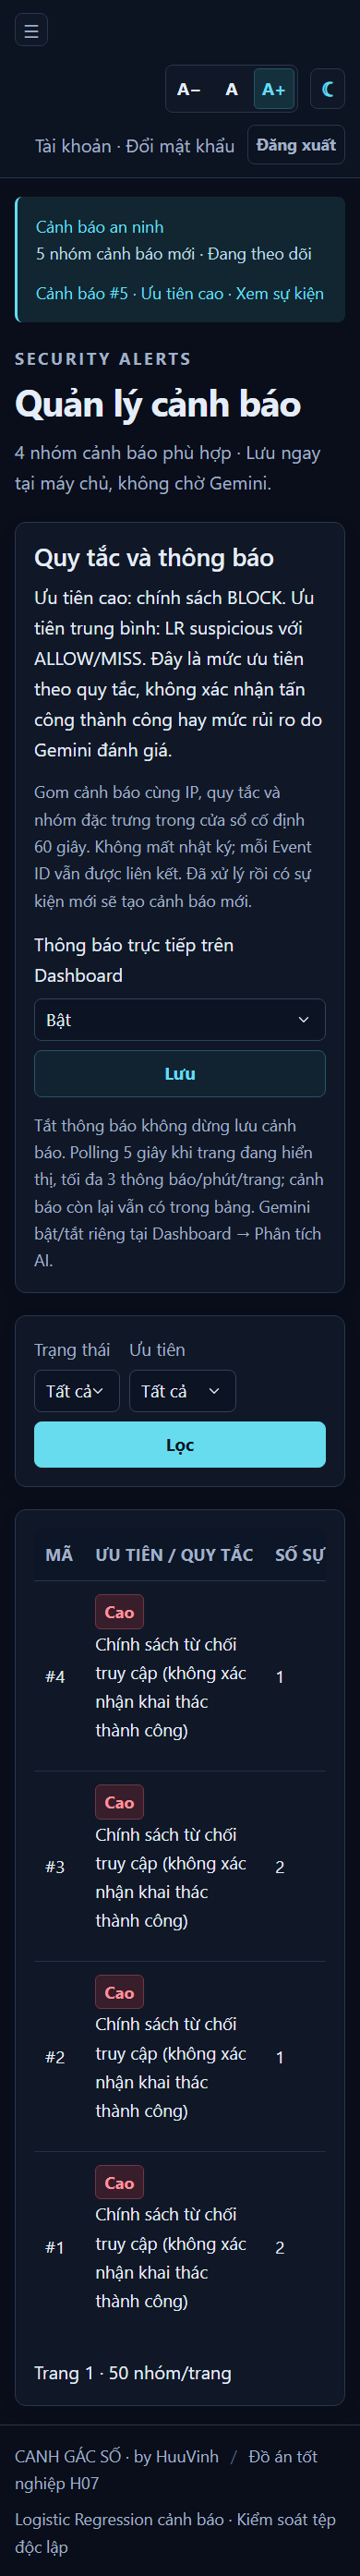 ☰
A− A A+ ☾
Tài khoản · Đổi mật khẩu Đăng xuất
Cảnh báo an ninh
5 nhóm cảnh báo mới · Đang theo dõi
Cảnh báo #5 · Ưu tiên cao · Xem sự kiện
SECURITY ALERTS
Quản lý cảnh báo
4 nhóm cảnh báo phù hợp · Lưu ngay
tại máy chủ, không chờ Gemini.
Quy tắc và thông báo
Ưu tiên cao: chính sách BLOCK. Ưu
tiên trung bình: LR suspicious với
ALLOW/MISS. Đây là mức ưu tiên
theo quy tắc, không xác nhận tấn
công thành công hay mức rủi ro do
Gemini đánh giá.
Gom cảnh báo cùng IP, quy tắc và
nhóm đặc trưng trong cửa sổ cố định
60 giây. Không mất nhật ký; mỗi Event
ID vẫn được liên kết. Đã xử lý rồi có sự
kiện mới sẽ tạo cảnh báo mới.
Thông báo trực tiếp trên
Dashboard
Bật
Lưu
Tắt thông báo không dừng lưu cảnh
báo. Polling 5 giây khi trang đang hiển
thị, tối đa 3 thông báo/phút/trang; cảnh
báo còn lại vẫn có trong bảng. Gemini
bật/tắt riêng tại Dashboard → Phân tích
AI.
Trạng thái Ưu tiên
Tất cả Tất cả
Lọc
MÃ ƯU TIÊN / QUY TẮC SỐ SỰ
Cao
Chính sách từ chối
truy cập (không xác
#4 1
nhận khai thác
thành công)
Cao
Chính sách từ chối
truy cập (không xác
#3 2
nhận khai thác
thành công)
Cao
Chính sách từ chối
truy cập (không xác
#2 1
nhận khai thác
thành công)
Cao
Chính sách từ chối
truy cập (không xác
#1 2
nhận khai thác
thành công)
Trang 1 · 50 nhóm/trang
CANH GÁC SỐ · by HuuVinh / Đồ án tốt
nghiệp H07
Logistic Regression cảnh báo · Kiểm soát tệp
độc lập